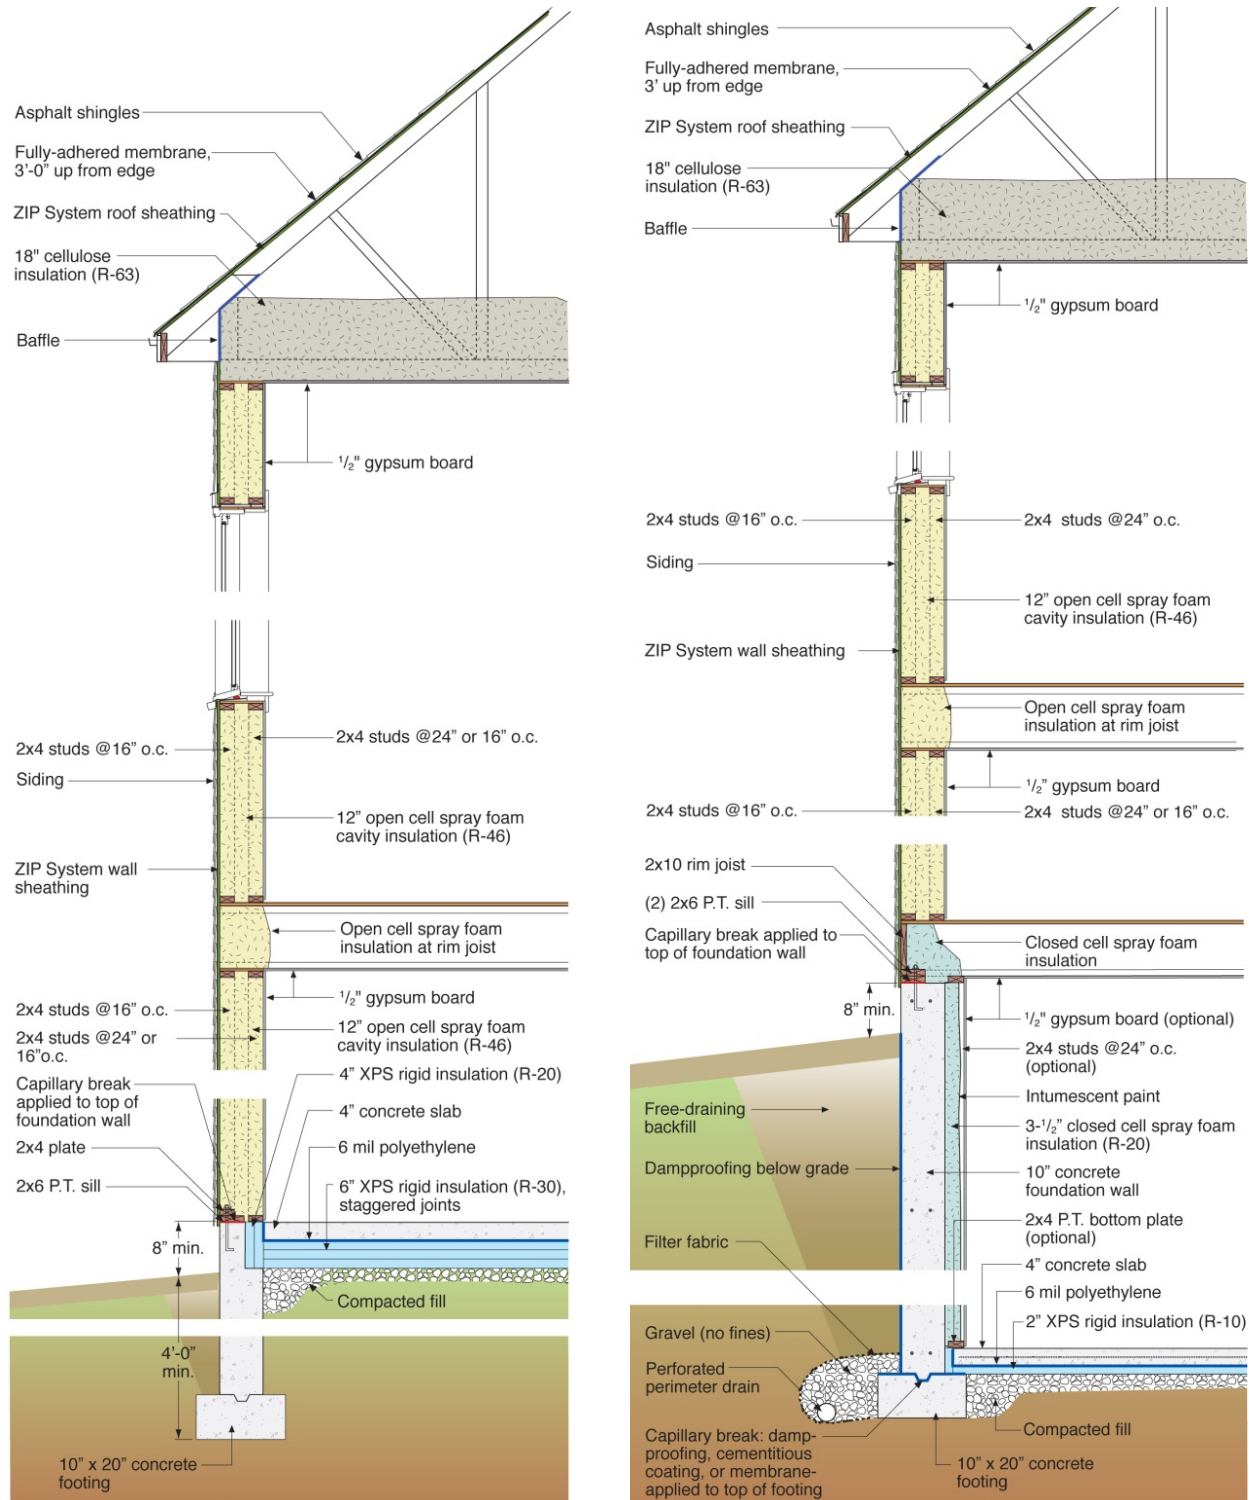 Asphalt shingles
Fully-adhered membrane,
3'-0” up from edge
ZIP System roof sheathing
18" cellulose
insulation (R-63)
Baffle
1/2" gypsum board
2x4 studs @16” o.c.
2x4 studs @24” or 16” o.c.
Siding
12” open cell spray foam
cavity insulation (R-46)
ZIP System wall
sheathing
Open cell spray foam
insulation at rim joist
1/2" gypsum board
2x4 studs @16” o.c.
12” open cell spray foam
cavity insulation (R-46)
2x4 studs @24” or
16”o.c.
Capillary break
applied to top of
foundation wall
4” XPS rigid insulation (R-20)
4” concrete slab
2x4 plate
6 mil polyethylene
2x6 P.T. sill
6” XPS rigid insulation (R-30),
staggered joints
8” min.
Compacted fill
4'-0”
min.
10” x 20” concrete
footing
Asphalt shingles
Fully-adhered membrane,
3’ up from edge
ZIP System roof sheathing
18" cellulose
insulation (R-63)
Baffle
1/2" gypsum board
2x4 studs @16” o.c.
2x4 studs @24” o.c.
Siding
12” open cell spray foam
cavity insulation (R-46)
ZIP System wall sheathing
Open cell spray foam
insulation at rim joist
1/2” gypsum board
2x4 studs @16” o.c.
2x4 studs @24” or 16” o.c.
2x10 rim joist
(2) 2x6 P.T. sill
Capillary break applied to
top of foundation wall
Closed cell spray foam
insulation
8” min.
1/2" gypsum board (optional)
2x4 studs @24” o.c.
(optional)
Intumescent paint
Free-draining
backfill
3-1/2” closed cell spray foam
insulation (R-20)
Dampproofing below grade
10” concrete
foundation wall
2x4 P.T. bottom plate
(optional)
Filter fabric
4” concrete slab
6 mil polyethylene
2” XPS rigid insulation (R-10)
Gravel (no fines)
Perforated
perimeter drain
Compacted fill
Capillary break: damp-
proofing, cementitious
coating, or membrane-
applied to top of footing
10” x 20” concrete
footing